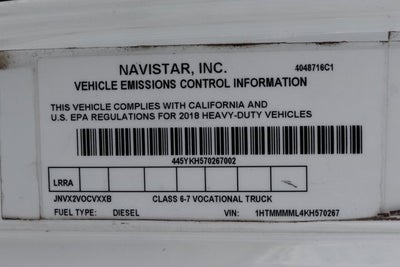 NAVISTAR, INC. 4048716C1
VEHICLE EMISSIONS CONTROL INFORMATION
THIS VEHICLE COMPLIES WITH CALIFORNIA AND
U.S. EPA REGULATIONS FOR 2018 HEAVY-DUTY VEHICLES
445YKH570267002
LRRA
JNVX2VOCVXXB CLASS 6-7 VOCATIONAL TRUCK
FUEL TYPE: DIESEL VIN: 1HTMMMML4KH570267